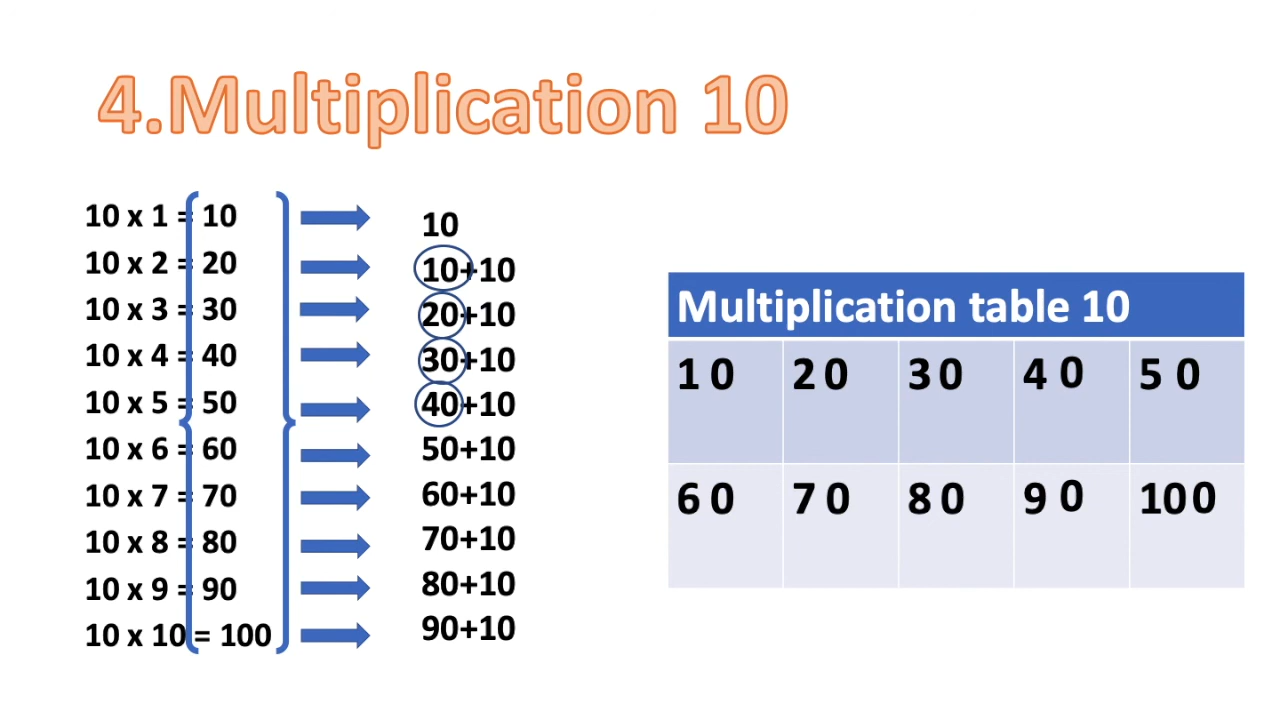 4.Multiplication 10
10 x 1 = 10
10 x 2 = 20
10 x 3 = 30
10 x 4 = 40
10 x 5 = 50
10 x 6 = 60
10 x 7 = 70
10 x 8 = 80
10 x 9 = 90
10 x 10 = 100
10
10+10
20+10
30+10
40+10
50+10
60+10
70+10
80+10
90+10
Multiplication table 10
10 20 30 40 50
60 70 80 90 100